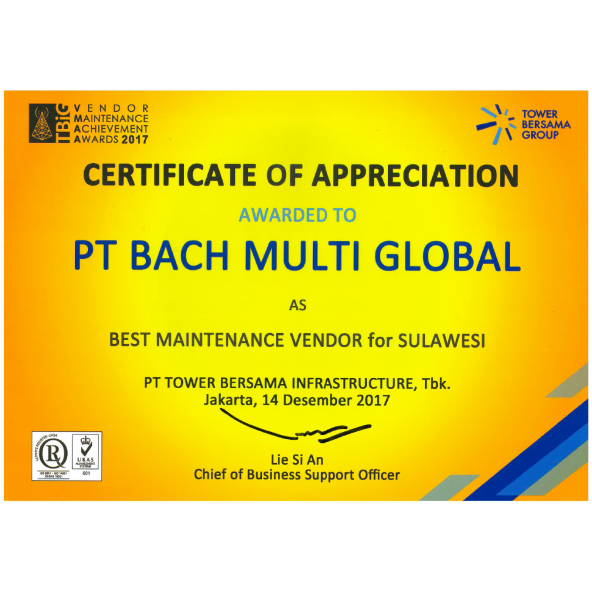 TBiG
VENDOR
MAINTENANCE
ACHIEVEMENT
AWARDS 2017
TOWER
BERSAMA
GROUP
CERTIFICATE OF APPRECIATION
AWARDED TO
PT BACH MULTI GLOBAL
AS
BEST MAINTENANCE VENDOR for SULAWESI
PT TOWER BERSAMA INFRASTRUCTURE, Tbk.
Jakarta, 14 Desember 2017
Lie Si An
Chief of Business Support Officer
R
UKAS
001